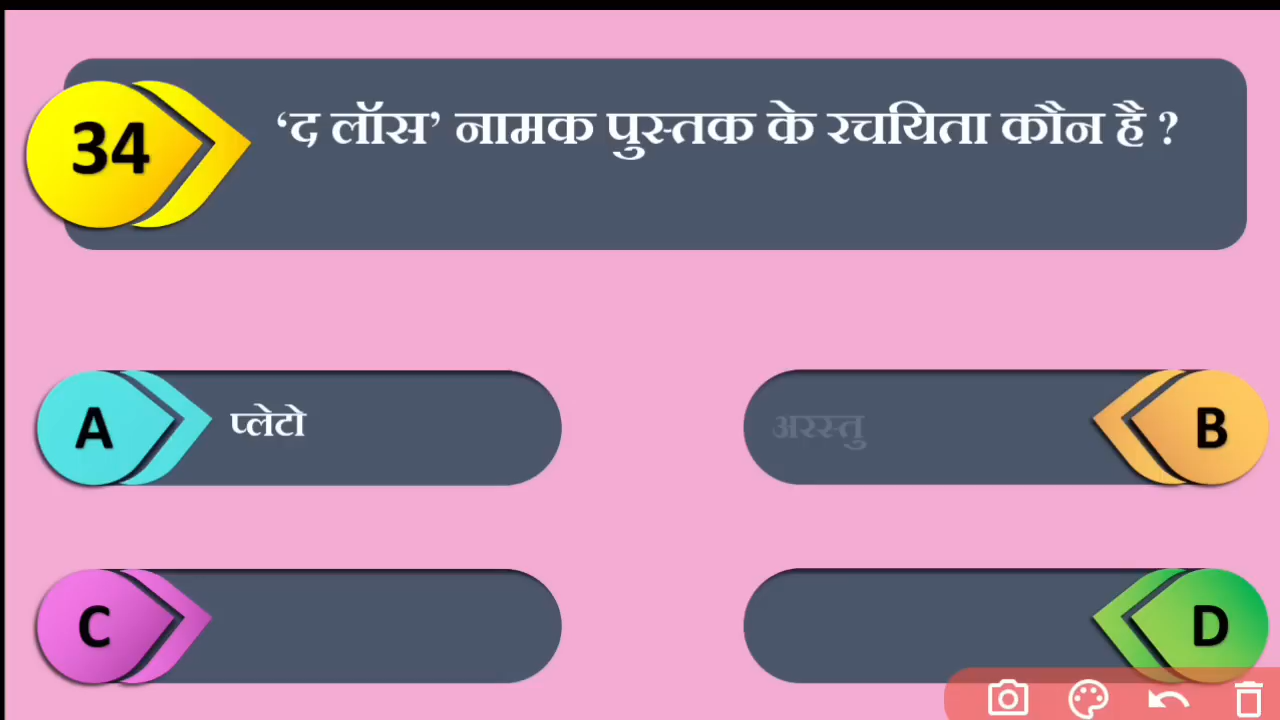 34
‘द लॉस’ नामक पुस्तक के रचयिता कौन है ?
A
प्लेटो
अरस्तु
B
C
D